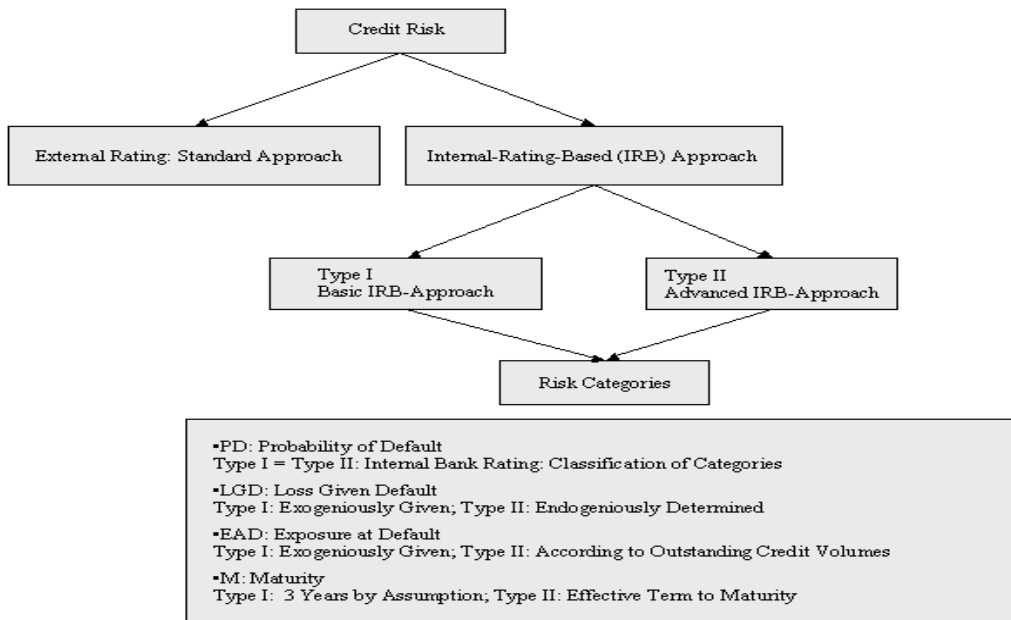 Credit Risk
External Rating: Standard Approach
Internal-Rating-Based (IRB) Approach
Type I
Basic IRB-Approach
Type II
Advanced IRB-Approach
Risk Categories
▪PD: Probability of Default
Type I = Type II: Internal Bank Rating: Classification of Categories
▪LGD: Loss Given Default
Type I: Exogeniously Given; Type II: Endogeniously Determined
▪EAD: Exposure at Default
Type I: Exogeniously Given; Type II: According to Outstanding Credit Volumes
▪M: Maturity
Type I:  3 Years by Assumption; Type II: Effective Term to Maturity